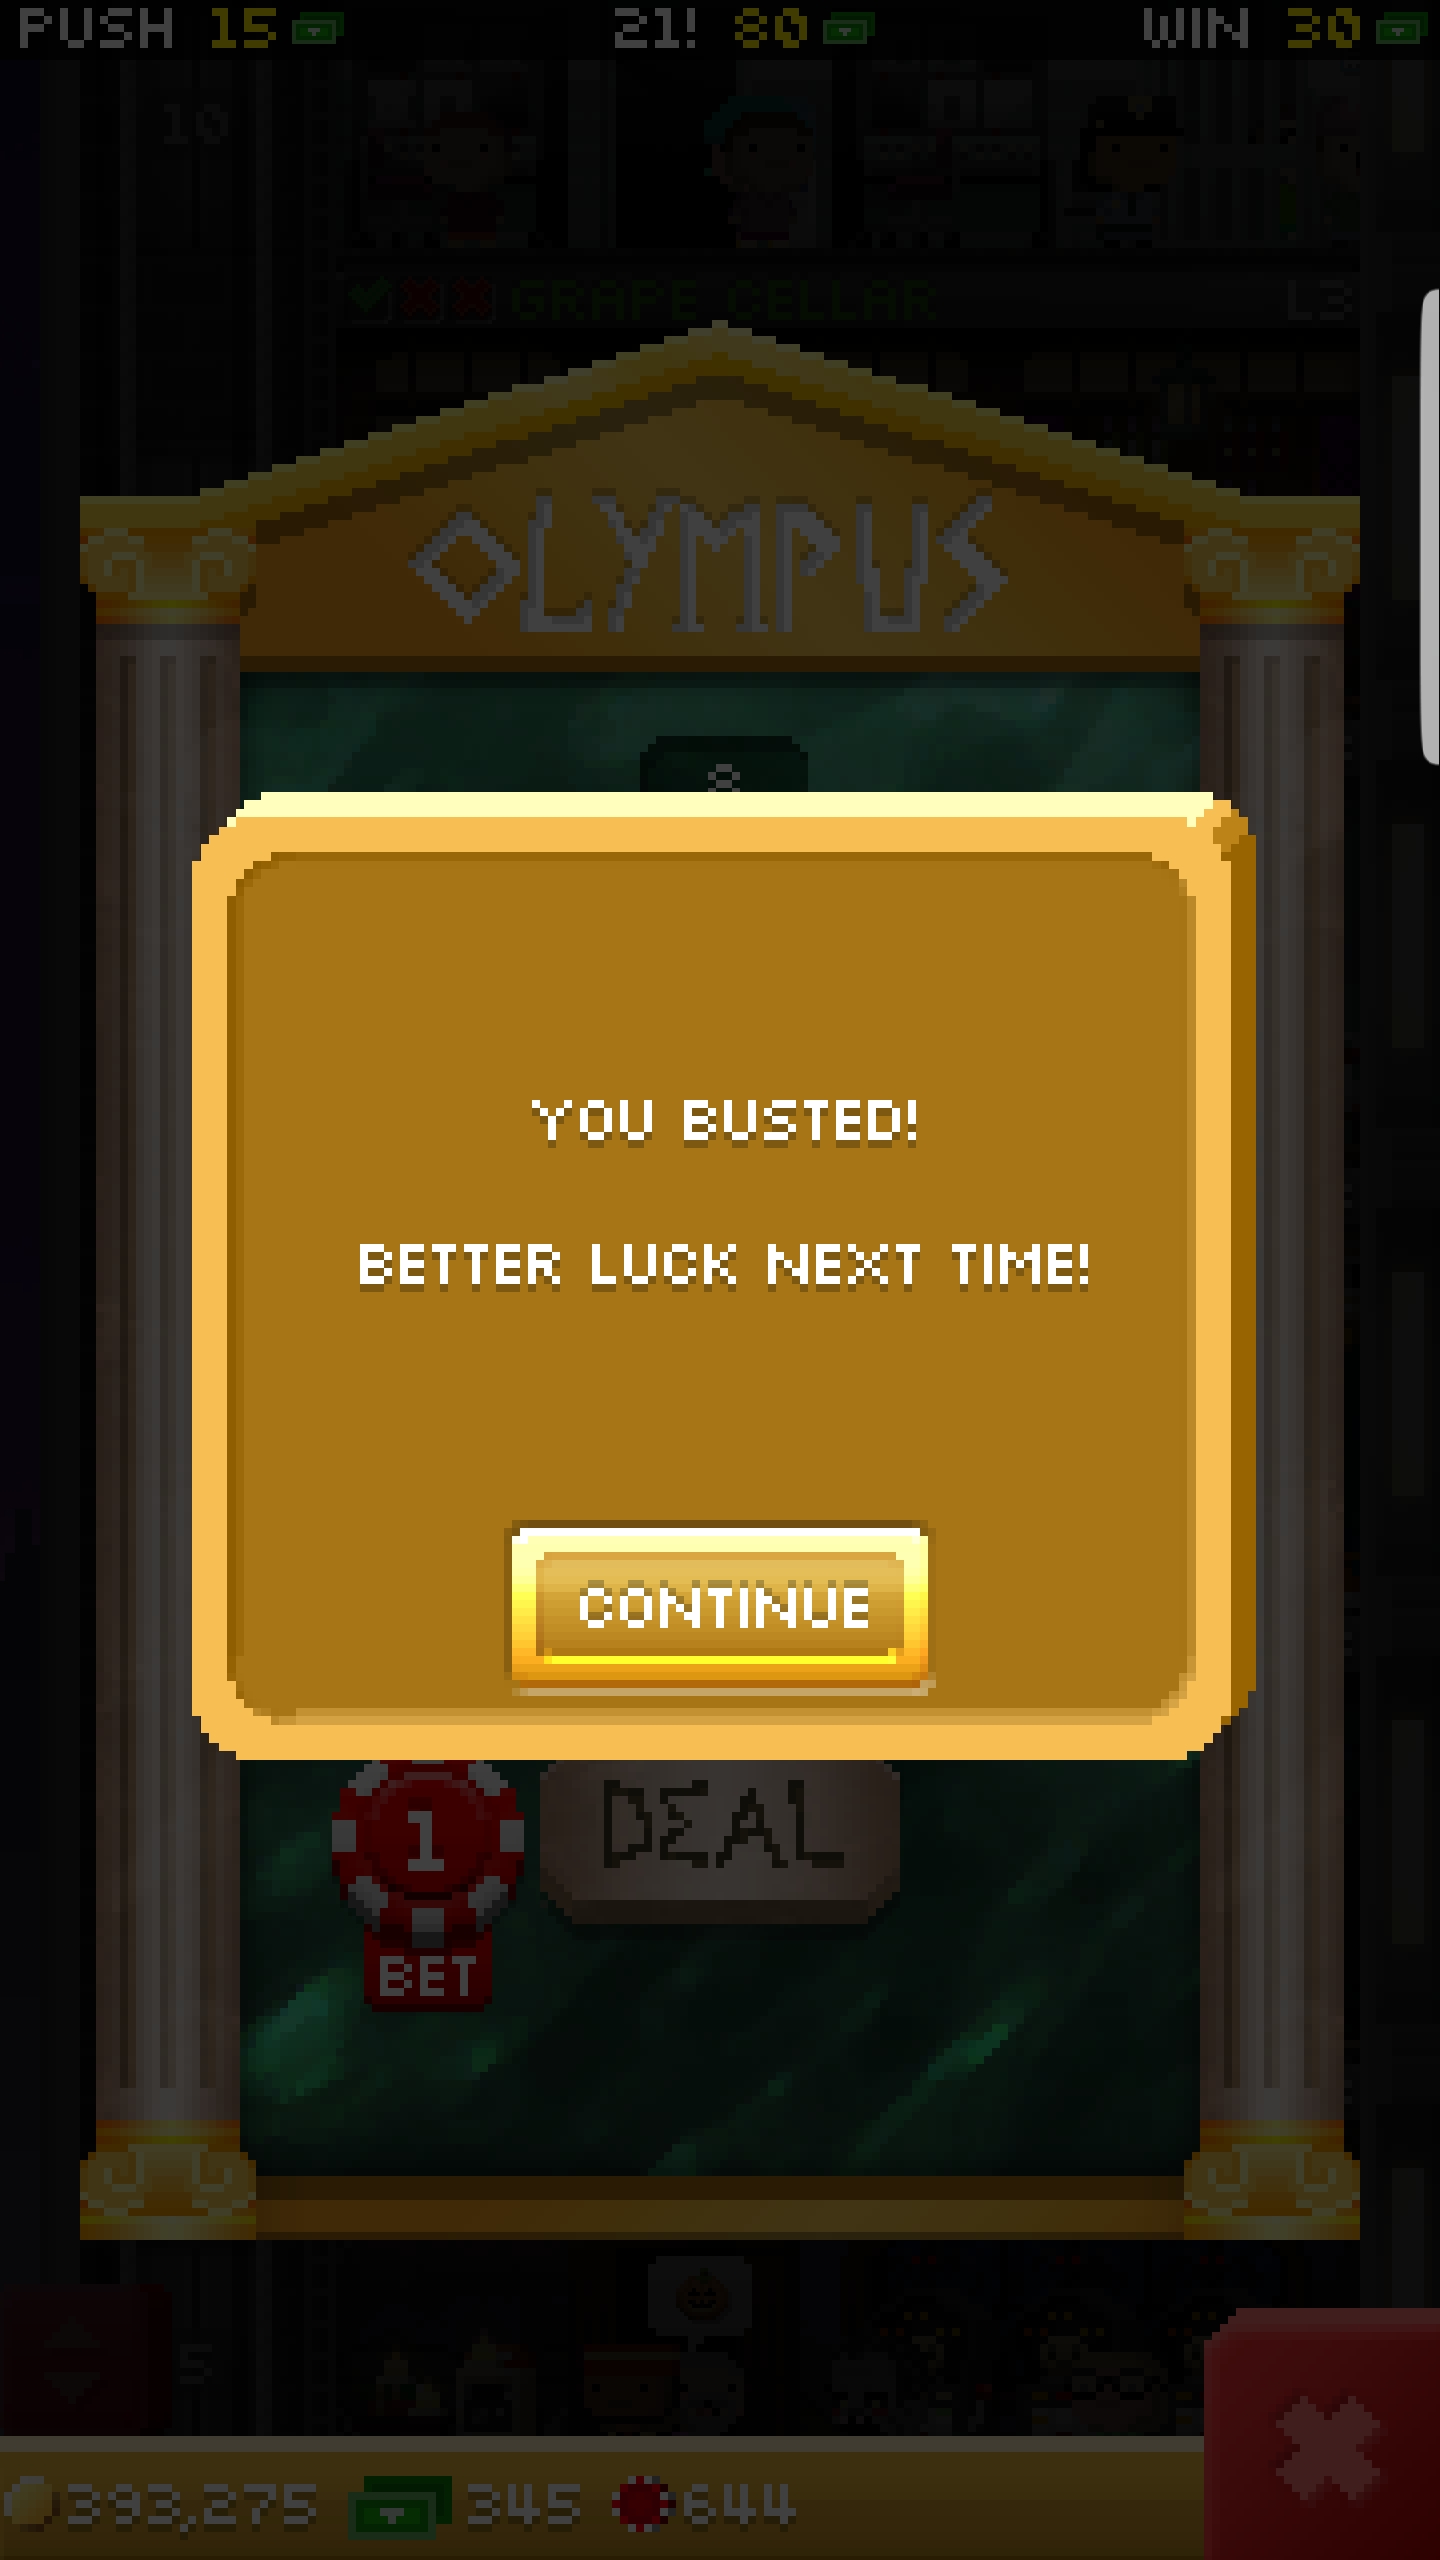 PUSH 15 21! 80 WIN 30
10
GRAPE CELLAR L3
OLYMPUS
8
YOU BUSTED!
BETTER LUCK NEXT TIME!
CONTINUE
1 DEAL
BET
5
393,275 345 644